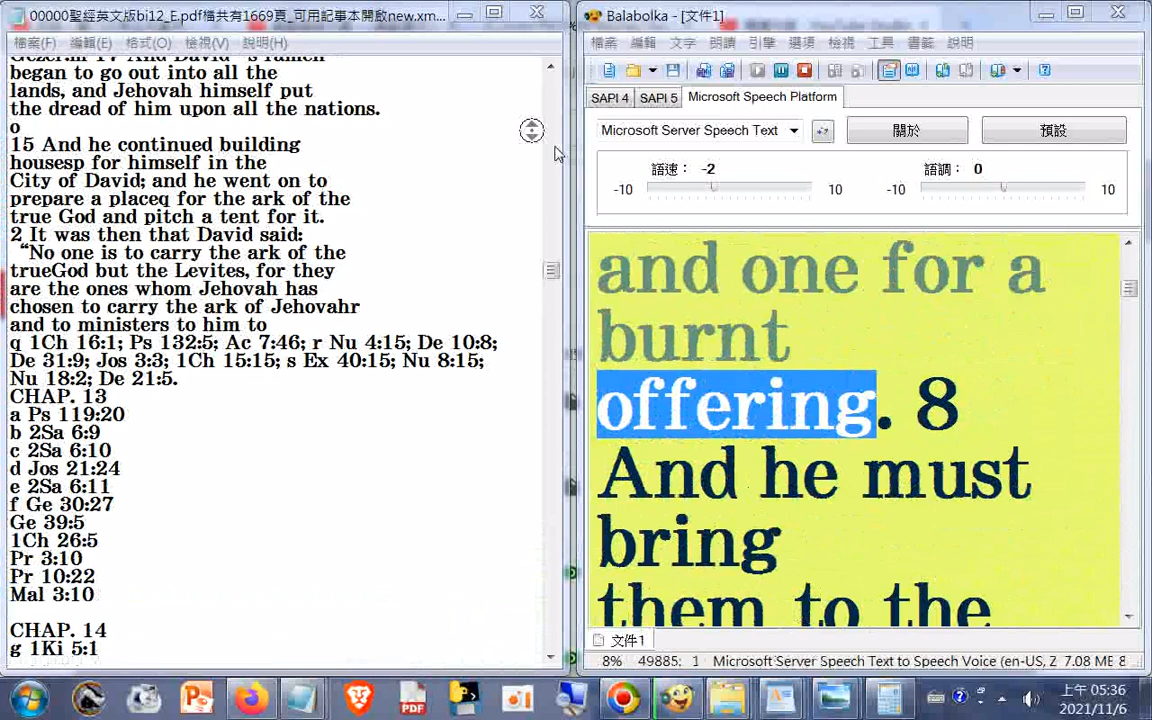 00000聖經英文版bi12_E.pdf檔共有1669頁_可用記事本開啟new.xm...
檔案(F) 編輯(E) 格式(O) 檢視(V) 說明(H)
began to go out into all the
lands, and Jehovah himself put
the dread of him upon all the nations.
o
15 And he continued building
housesp for himself in the
City of David; and he went on to
prepare a placeq for the ark of the
true God and pitch a tent for it.
2 It was then that David said:
“No one is to carry the ark of the
trueGod but the Levites, for they
are the ones whom Jehovah has
chosen to carry the ark of Jehovahr
and to ministers to him to
q 1Ch 16:1; Ps 132:5; Ac 7:46; r Nu 4:15; De 10:8;
De 31:9; Jos 3:3; 1Ch 15:15; s Ex 40:15; Nu 8:15;
Nu 18:2; De 21:5.
CHAP. 13
a Ps 119:20
b 2Sa 6:9
c 2Sa 6:10
d Jos 21:24
e 2Sa 6:11
f Ge 30:27
Ge 39:5
1Ch 26:5
Pr 3:10
Pr 10:22
Mal 3:10
CHAP. 14
g 1Ki 5:1
Balabolka - [文件1]
檔案 編輯 文字 朗讀 引擎 選項 檢視 工具 書籤 說明
SAPI 4 SAPI 5 Microsoft Speech Platform
Microsoft Server Speech Text 關於 預設
語速： -2 語調： 0
-10 10 -10 10
and one for a
burnt
offering. 8
And he must
bring
them to the
文件1
8% 49885: 1 Microsoft Server Speech Text to Speech Voice (en-US, Z 7.08 MB 8
PDF
上午 05:36
2021/11/6